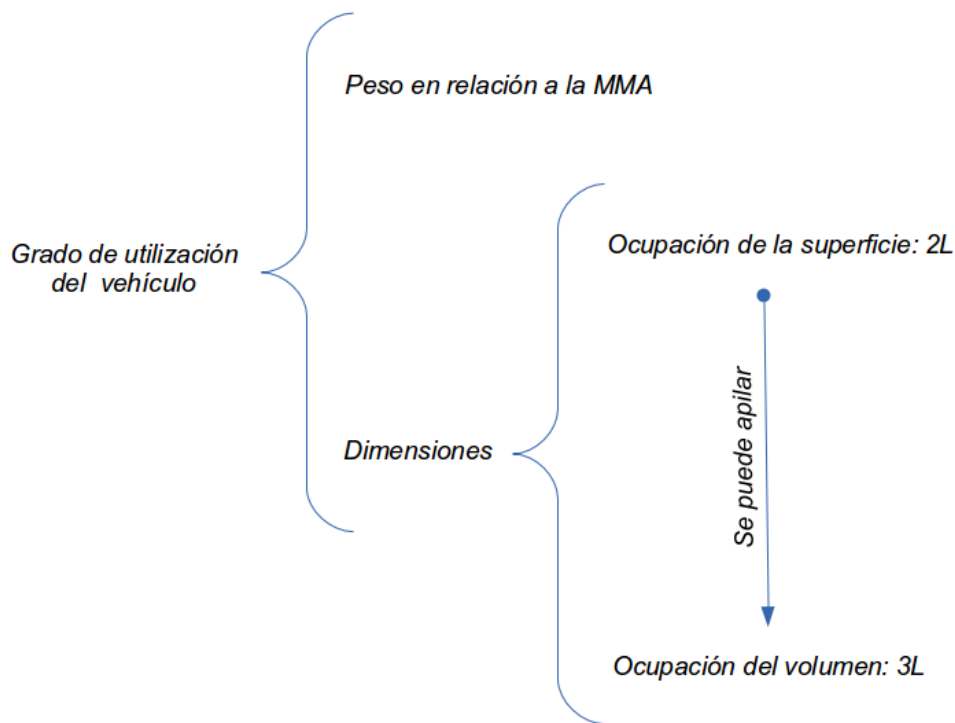 Peso en relación a la MMA
Grado de utilización
del vehículo
Ocupación de la superficie: 2L
Se puede apilar
Dimensiones
Ocupación del volumen: 3L